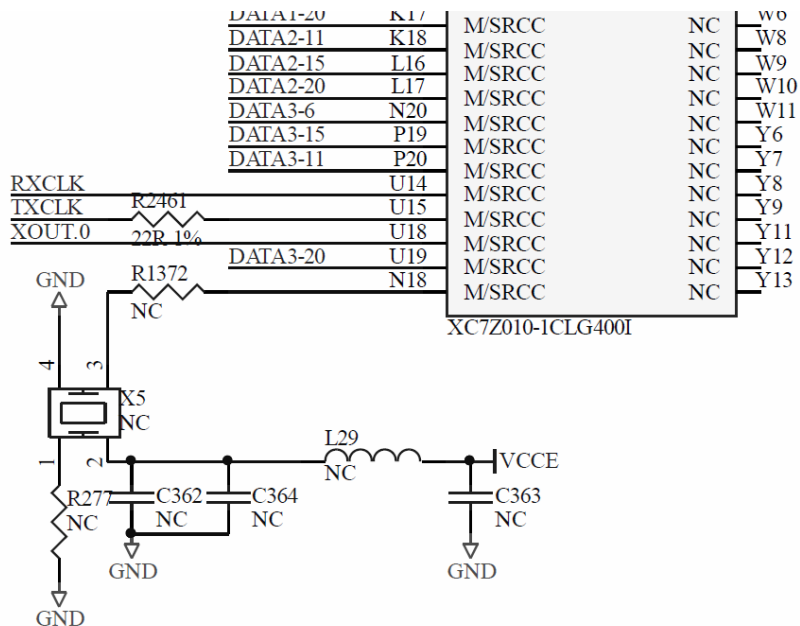 DATA1-20 K17 M/SRCC NC W6
DATA2-11 K18 M/SRCC NC W8
DATA2-15 L16 M/SRCC NC W9
DATA2-20 L17 M/SRCC NC W10
DATA3-6 N20 M/SRCC NC W11
DATA3-15 P19 M/SRCC NC Y6
DATA3-11 P20 M/SRCC NC Y7
RXCLK U14 M/SRCC NC Y8
TXCLK R2461 U15 M/SRCC NC Y9
XOUT.0 22R 1% U18 M/SRCC NC Y11
DATA3-20 U19 M/SRCC NC Y12
GND R1372 N18 M/SRCC NC Y13
NC
XC7Z010-1CLG400I
4 3
X5
NC
1 2
L29
NC
VCCE
R277
NC
C362
NC
C364
NC
C363
NC
GND
GND
GND